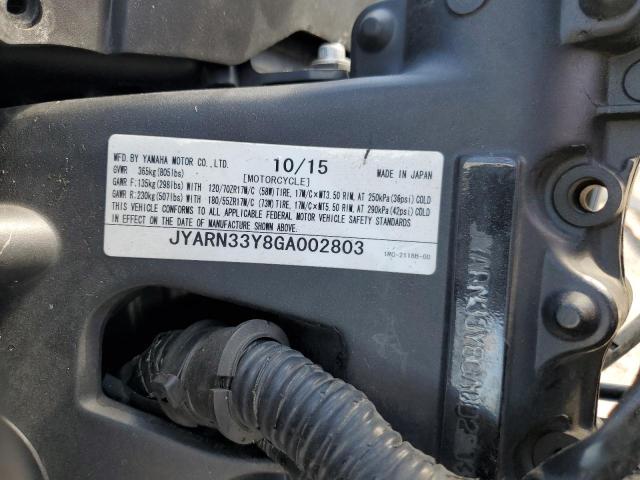 MFD. BY YAMAHA MOTOR CO.,LTD. 10/15 MADE IN JAPAN
GVWR 365kg(805lbs) [MOTORCYCLE]
GAWR F:135kg(298lbs) WITH 120/70ZR17M/C (58W)TIRE, 17M/C×MT3.50 RIM, AT 250kPa(36psi)COLD
GAWR R:230kg(507lbs) WITH 180/55ZR17M/C (73W)TIRE, 17M/C×MT5.50 RIM, AT 290kPa(42psi)COLD
THIS VEHICLE CONFORMS TO ALL APPLICABLE FEDERAL MOTOR VEHICLE SAFETY STANDARDS
IN EFFECT ON THE DATE OF MANUFACTURE SHOWN ABOVE.
JYARN33Y8GA002803
1RC-2118B-00